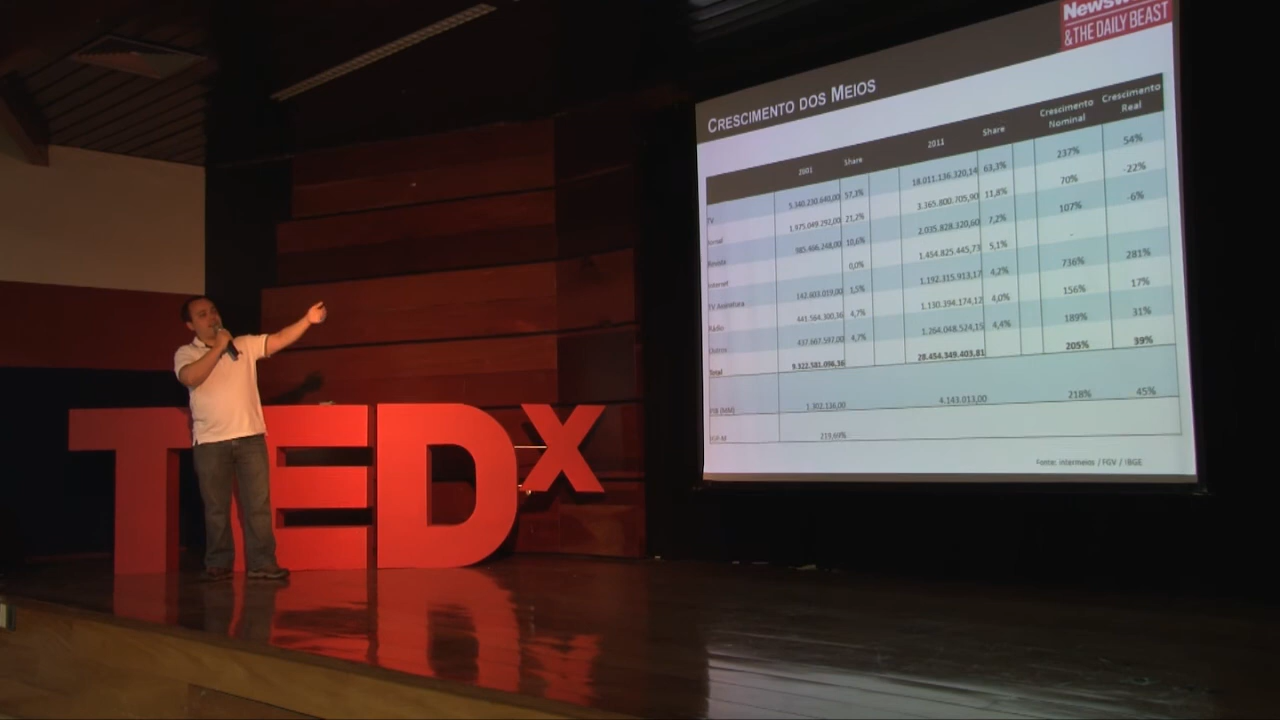 Newsw
& THE DAILY BEAST
CRESCIMENTO DOS MEIOS
2001 Share 2011 Share Crescimento Nominal Crescimento Real
TV 5.340.230.640,00 57,3% 18.011.136.320,14 63,3% 237% 54%
Jornal 1.975.049.292,00 21,2% 3.365.800.705,90 11,8% 70% -22%
Revista 985.466.248,00 10,6% 2.035.828.320,60 7,2% 107% -6%
Internet 0,0% 1.454.825.445,73 5,1% -
TV Assinatura 142.603.019,00 1,5% 1.192.315.913,17 4,2% 736% 281%
Rádio 441.564.300,36 4,7% 1.130.394.174,12 4,0% 156% 17%
Outros 437.667.597,00 4,7% 1.264.048.524,15 4,4% 189% 31%
Total 9.322.581.096,36 28.454.349.403,81 205% 39%
PIB (MM) 1.302.136,00 4.143.013,00 218% 45%
219,69%
Fonte: intermeios / FGV / IBGE
TEDx